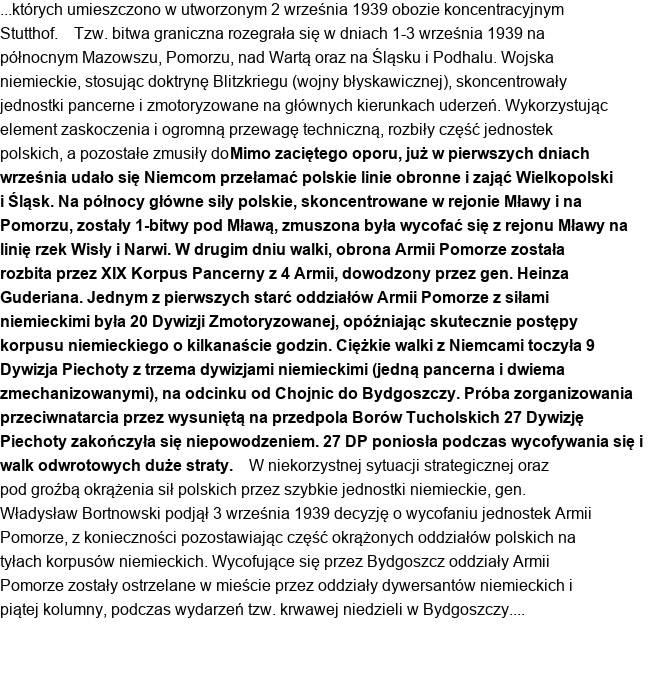 ...których umieszczono w utworzonym 2 września 1939 obozie koncentracyjnym
Stutthof.    Tzw. bitwa graniczna rozegrała się w dniach 1-3 września 1939 na
północnym Mazowszu, Pomorzu, nad Wartą oraz na Śląsku i Podhalu. Wojska
niemieckie, stosując doktrynę Blitzkriegu (wojny błyskawicznej), skoncentrowały
jednostki pancerne i zmotoryzowane na głównych kierunkach uderzeń. Wykorzystując
element zaskoczenia i ogromną przewagę techniczną, rozbiły część jednostek
polskich, a pozostałe zmusiły doMimo zaciętego oporu, już w pierwszych dniach
września udało się Niemcom przełamać polskie linie obronne i zająć Wielkopolski
i Śląsk. Na północy główne siły polskie, skoncentrowane w rejonie Mławy i na
Pomorzu, zostały 1-bitwy pod Mławą, zmuszona była wycofać się z rejonu Mławy na
linię rzek Wisły i Narwi. W drugim dniu walki, obrona Armii Pomorze została
rozbita przez XIX Korpus Pancerny z 4 Armii, dowodzony przez gen. Heinza
Guderiana. Jednym z pierwszych starć oddziałów Armii Pomorze z siłami
niemieckimi była 20 Dywizji Zmotoryzowanej, opóźniając skutecznie postępy
korpusu niemieckiego o kilkanaście godzin. Ciężkie walki z Niemcami toczyła 9
Dywizja Piechoty z trzema dywizjami niemieckimi (jedną pancerna i dwiema
zmechanizowanymi), na odcinku od Chojnic do Bydgoszczy. Próba zorganizowania
przeciwnatarcia przez wysuniętą na przedpola Borów Tucholskich 27 Dywizję
Piechoty zakończyła się niepowodzeniem. 27 DP poniosła podczas wycofywania się i
walk odwrotowych duże straty.    W niekorzystnej sytuacji strategicznej oraz
pod groźbą okrążenia sił polskich przez szybkie jednostki niemieckie, gen.
Władysław Bortnowski podjął 3 września 1939 decyzję o wycofaniu jednostek Armii
Pomorze, z konieczności pozostawiając część okrążonych oddziałów polskich na
tyłach korpusów niemieckich. Wycofujące się przez Bydgoszcz oddziały Armii
Pomorze zostały ostrzelane w mieście przez oddziały dywersantów niemieckich i
piątej kolumny, podczas wydarzeń tzw. krwawej niedzieli w Bydgoszczy....